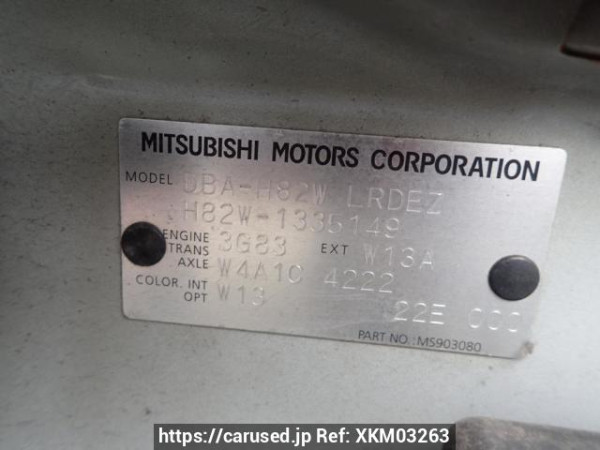 MITSUBISHI MOTORS CORPORATION
MODEL DBA-H82W LRDEZ
H82W-1335149
ENGINE 3G83 EXT W13A
TRANS AXLE W4A1C 4222
COLOR. INT OPT W13
22E 000
PART NO.: MS903080
https://carused.jp Ref: XKM03263